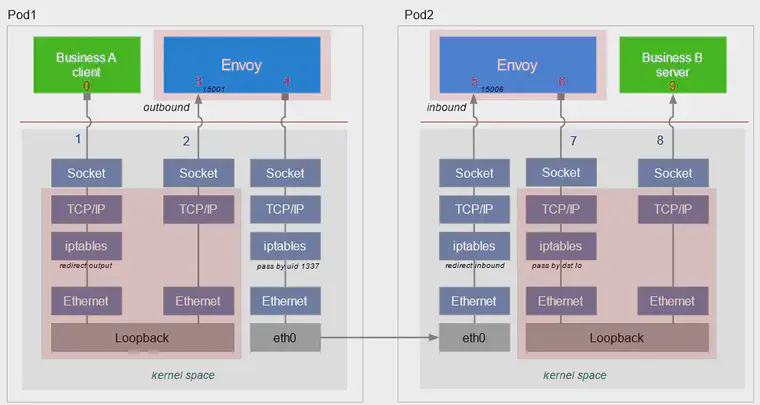 Pod1
Pod2
Business A
client
0
Envoy
3
15001
4
outbound
Envoy
5
15006
6
inbound
Business B
server
9
1
2
7
8
Socket
Socket
Socket
Socket
Socket
Socket
TCP/IP
TCP/IP
TCP/IP
TCP/IP
TCP/IP
TCP/IP
iptables
iptables
iptables
iptables
redirect output
pass by uid 1337
redirect inbound
pass by dst lo
Ethernet
Ethernet
Ethernet
Ethernet
Ethernet
Ethernet
Loopback
eth0
eth0
Loopback
kernel space
kernel space